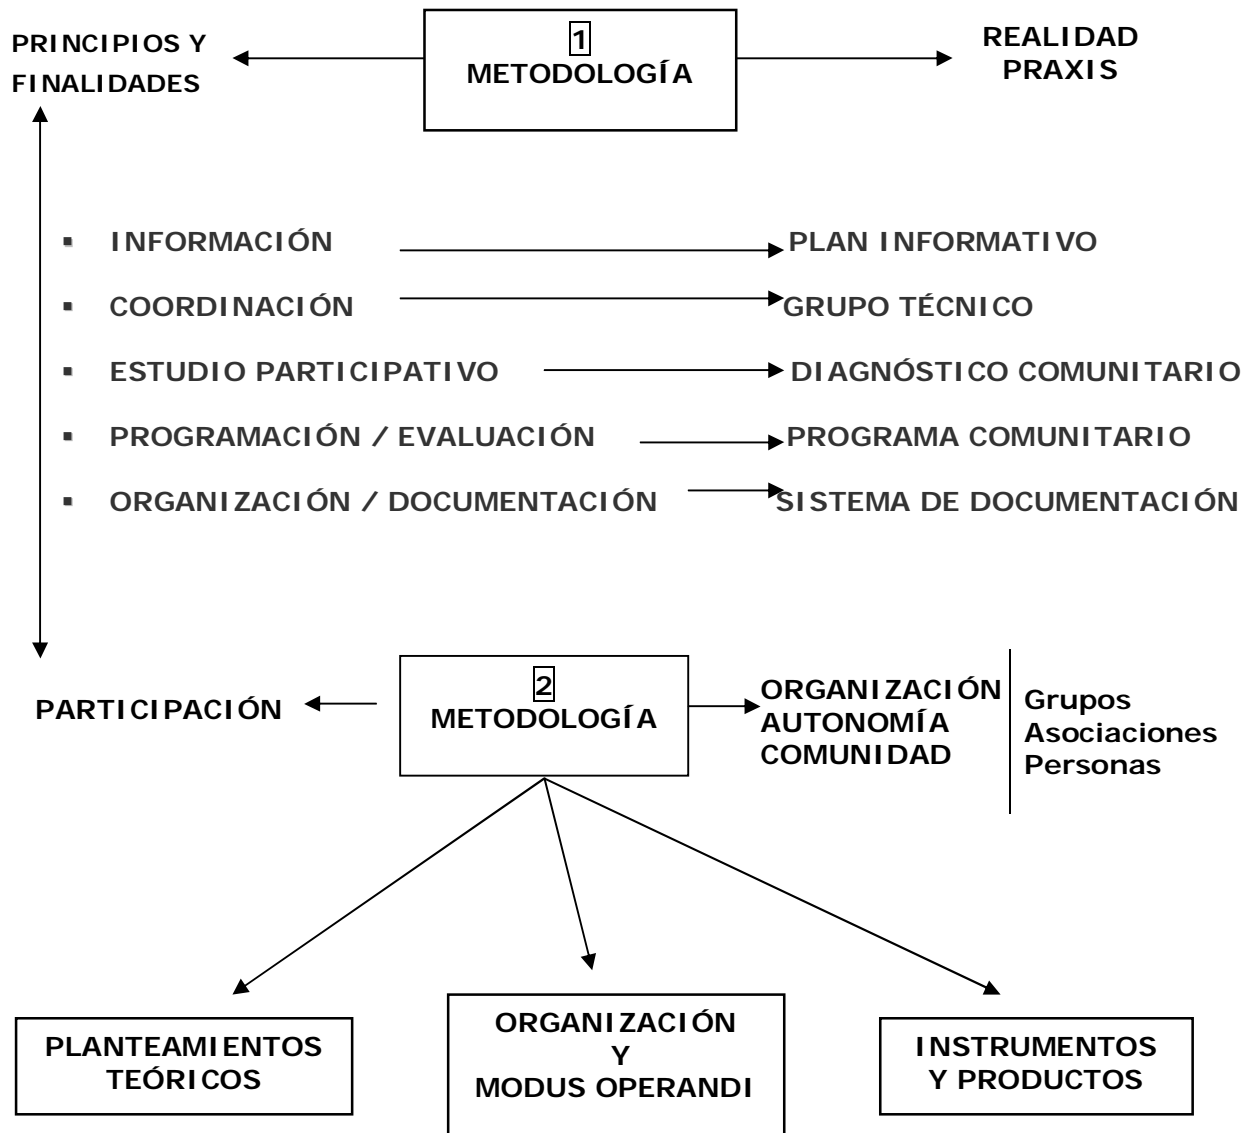 PRINCIPIOS Y
FINALIDADES
1
METODOLOGÍA
REALIDAD
PRAXIS
▪ INFORMACIÓN
PLAN INFORMATIVO
▪ COORDINACIÓN
GRUPO TÉCNICO
▪ ESTUDIO PARTICIPATIVO
DIAGNÓSTICO COMUNITARIO
▪ PROGRAMACIÓN / EVALUACIÓN
PROGRAMA COMUNITARIO
▪ ORGANIZACIÓN / DOCUMENTACIÓN
SISTEMA DE DOCUMENTACIÓN
PARTICIPACIÓN
2
METODOLOGÍA
ORGANIZACIÓN
AUTONOMÍA
COMUNIDAD
Grupos
Asociaciones
Personas
PLANTEAMIENTOS
TEÓRICOS
ORGANIZACIÓN
Y
MODUS OPERANDI
INSTRUMENTOS
Y PRODUCTOS